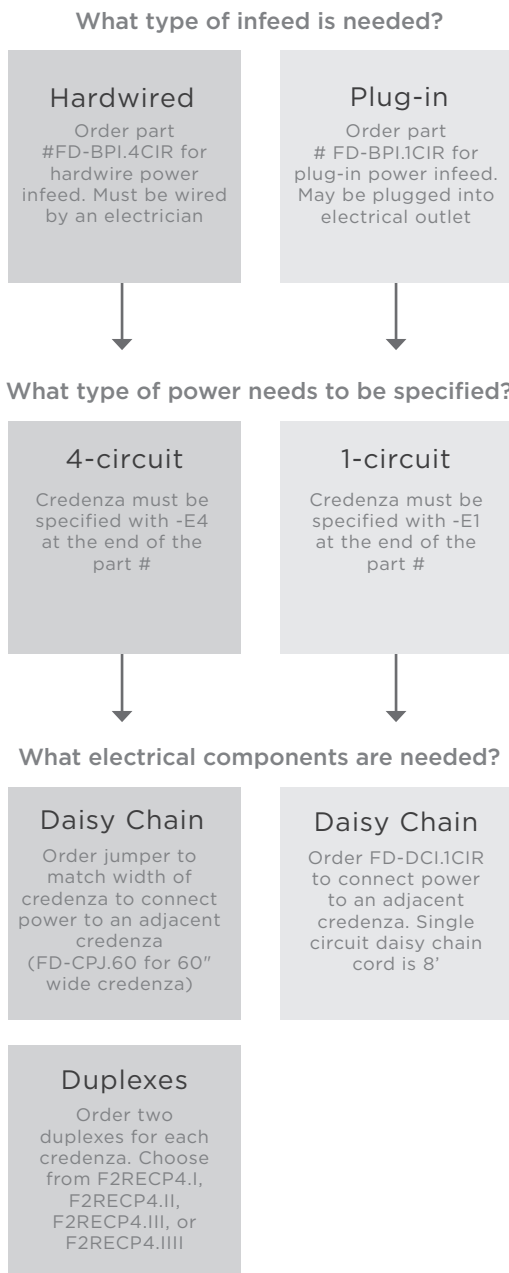 What type of infeed is needed?
Hardwired
Order part
#FD-BPI.4CIR for
hardwire power
infeed. Must be wired
by an electrician
Plug-in
Order part
# FD-BPI.1CIR for
plug-in power infeed.
May be plugged into
electrical outlet
What type of power needs to be specified?
4-circuit
Credenza must be
specified with -E4
at the end of the
part #
1-circuit
Credenza must be
specified with -E1
at the end of the
part #
What electrical components are needed?
Daisy Chain
Order jumper to
match width of
credenza to connect
power to an adjacent
credenza
(FD-CPJ.60 for 60"
wide credenza)
Daisy Chain
Order FD-DCI.1CIR
to connect power
to an adjacent
credenza. Single
circuit daisy chain
cord is 8’
Duplexes
Order two
duplexes for each
credenza. Choose
from F2RECP4.I,
F2RECP4.II,
F2RECP4.III, or
F2RECP4.IIII